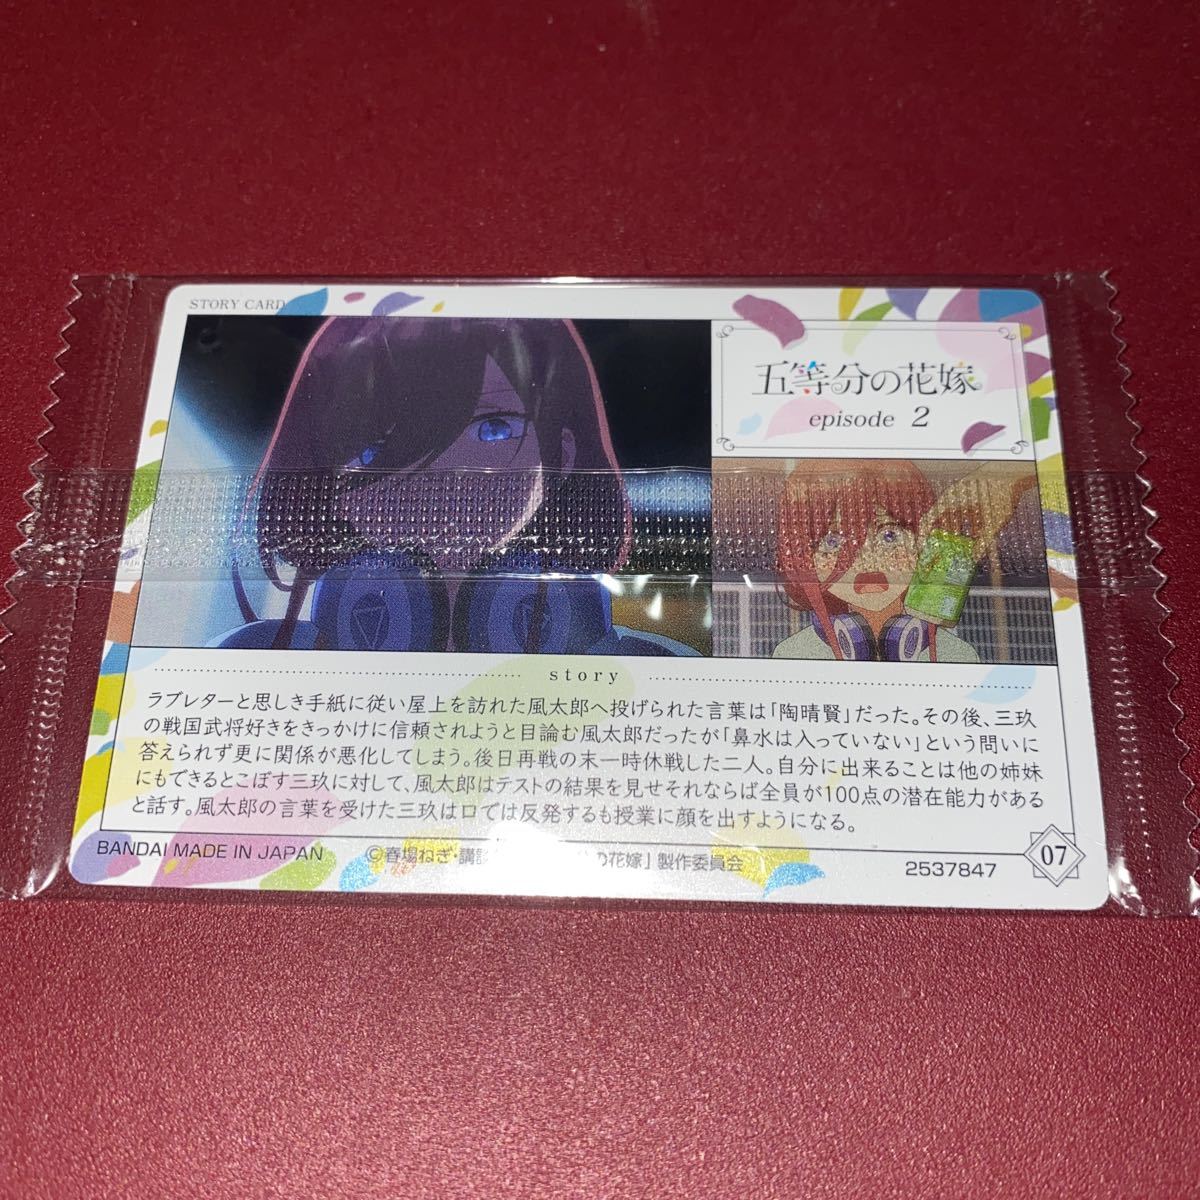 STORY CARD
五等分の花嫁
episode 2
story
ラブレターと思しき手紙に従い屋上を訪れた風太郎へ投げられた言葉は「陶晴賢」だった。その後、三玖
の戦国武将好きをきっかけに信頼されようと目論む風太郎だったが「鼻水は入っていない」という問いに
答えられず更に関係が悪化してしまう。後日再戦の末一時休戦した二人。自分に出来ることは他の姉妹
にもできるとこぼす三玖に対して、風太郎はテストの結果を見せそれならば全員が100点の潜在能力がある
と話す。風太郎の言葉を受けた三玖は口では反発するも授業に顔を出すようになる。
BANDAI MADE IN JAPAN ©春場ねぎ・講談 の花嫁」製作委員会 2537847
07